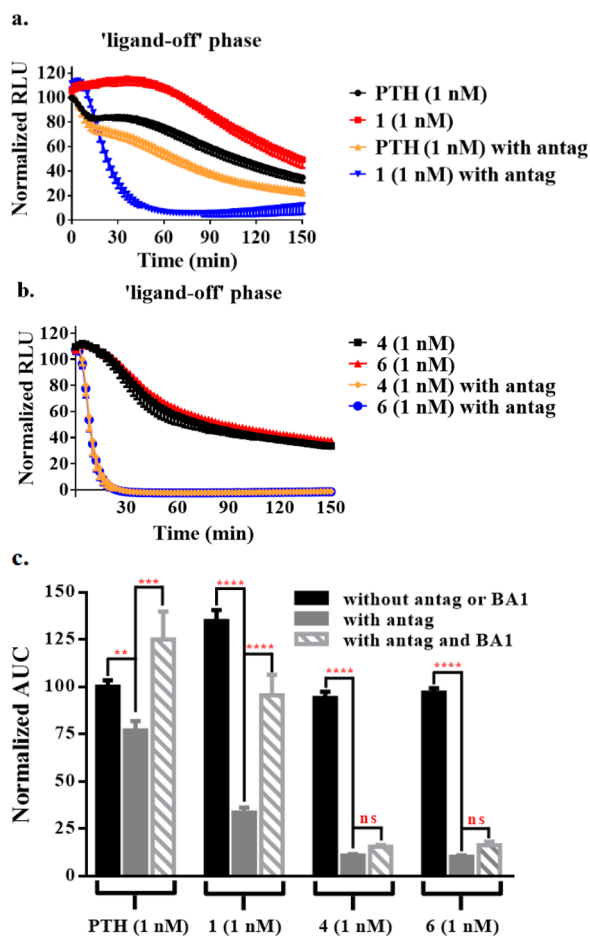 a.
'ligand-off' phase
Normalized RLU
120
100
80
60
40
20
0
0 30 60 90 120 150
Time (min)
PTH (1 nM)
1 (1 nM)
PTH (1 nM) with antag
1 (1 nM) with antag
b.
'ligand-off' phase
Normalized RLU
120
100
80
60
40
20
0
30 60 90 120 150
Time (min)
4 (1 nM)
6 (1 nM)
4 (1 nM) with antag
6 (1 nM) with antag
c.
Normalized AUC
150
125
100
75
50
25
0
** *** **** **** **** ns **** ns
without antag or BA1
with antag
with antag and BA1
PTH (1 nM) 1 (1 nM) 4 (1 nM) 6 (1 nM)